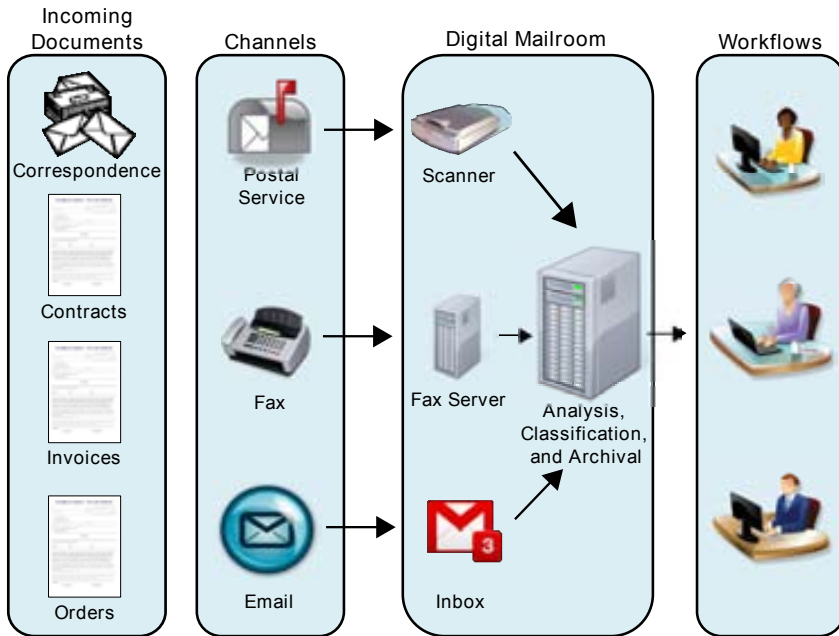 Incoming
Documents
Channels
Digital Mailroom
Workflows
Correspondence
Contracts
Invoices
Orders
Postal
Service
Fax
Email
Scanner
Fax Server
Inbox
3
Analysis,
Classification,
and Archival